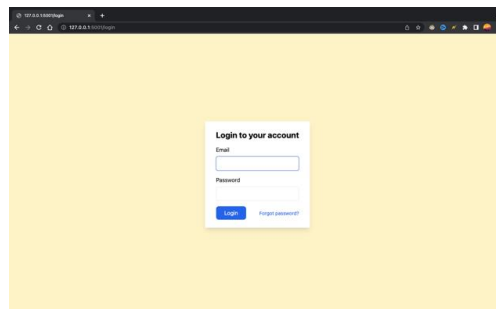 127.0.0.1:5001/login
127.0.0.1:5001/login
Login to your account
Email
Password
Login
Forgot password?